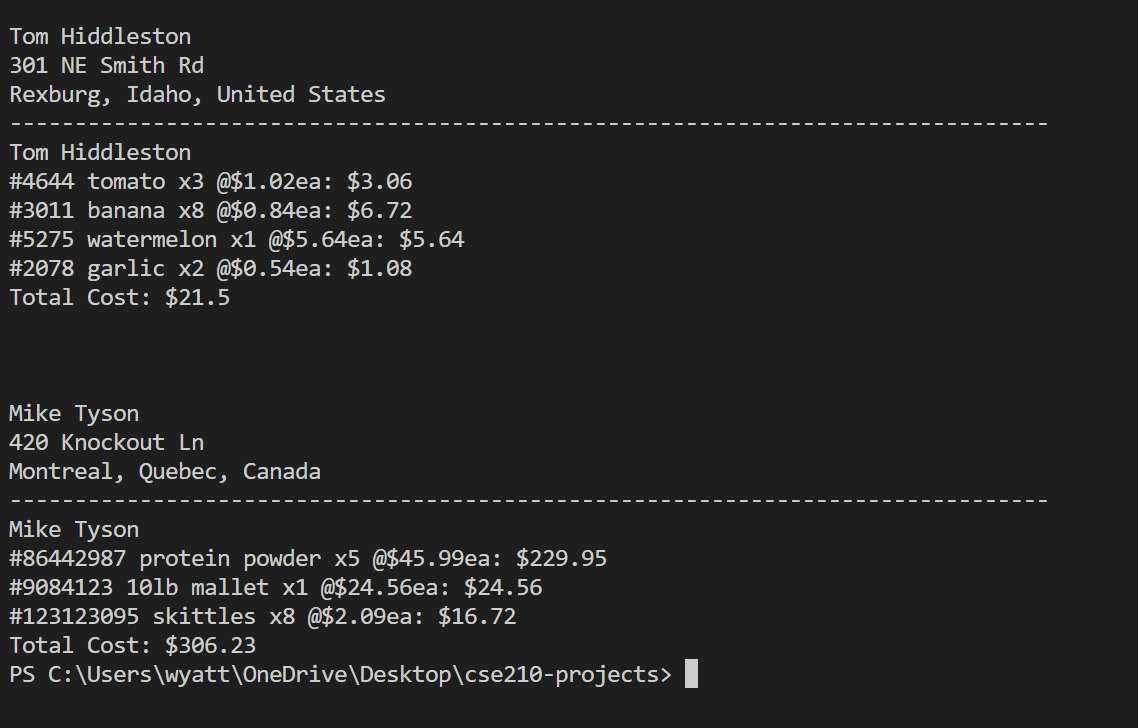 Tom Hiddleston
301 NE Smith Rd
Rexburg, Idaho, United States
--------------------------------------------------------------------------------
Tom Hiddleston
#4644 tomato x3 @$1.02ea: $3.06
#3011 banana x8 @$0.84ea: $6.72
#5275 watermelon x1 @$5.64ea: $5.64
#2078 garlic x2 @$0.54ea: $1.08
Total Cost: $21.5
Mike Tyson
420 Knockout Ln
Montreal, Quebec, Canada
--------------------------------------------------------------------------------
Mike Tyson
#86442987 protein powder x5 @$45.99ea: $229.95
#9084123 10lb mallet x1 @$24.56ea: $24.56
#123123095 skittles x8 @$2.09ea: $16.72
Total Cost: $306.23
PS C:\Users\wyatt\OneDrive\Desktop\cse210-projects>